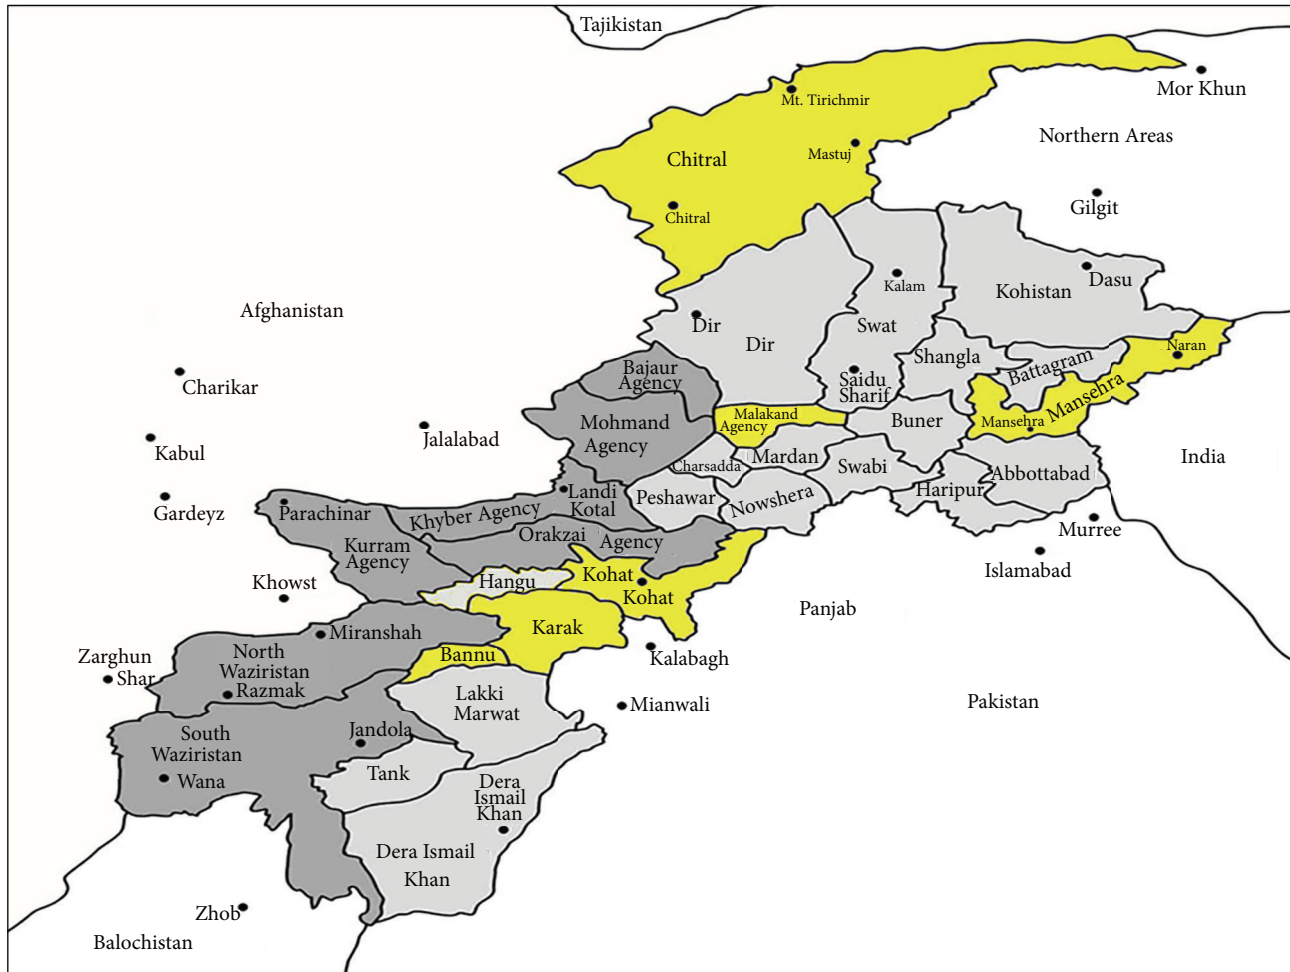 Tajikistan
Mor Khun
Mt. Tirichmir
Northern Areas
Mastuj
Chitral
Gilgit
Chitral
Dasu
Kalam
Kohistan
Afghanistan
Dir
Swat
Dir
Naran
Shangla
Battagram
Bajaur
Agency
Saidu
Sharif
Charikar
Mansehra
Malakand
Agency
Mansehra
Buner
Mohmand
Agency
Jalalabad
Kabul
Mardan
India
Charsadda
Swabi
Abbottabad
Haripur
Landi
Kotal
Peshawar
Nowshera
Gardeyz
Parachinar
Khyber Agency
Murree
Orakzai
Agency
Kurram
Agency
Islamabad
Kohat
Hangu
Khowst
Kohat
Panjab
Karak
Miranshah
Bannu
Kalabagh
North
Waziristan
Zarghun
Shar
Razmak
Lakki
Marwat
Mianwali
Pakistan
Jandola
South
Waziristan
Tank
Wana
Dera
Ismail
Khan
Dera Ismail
Khan
Zhob
Balochistan